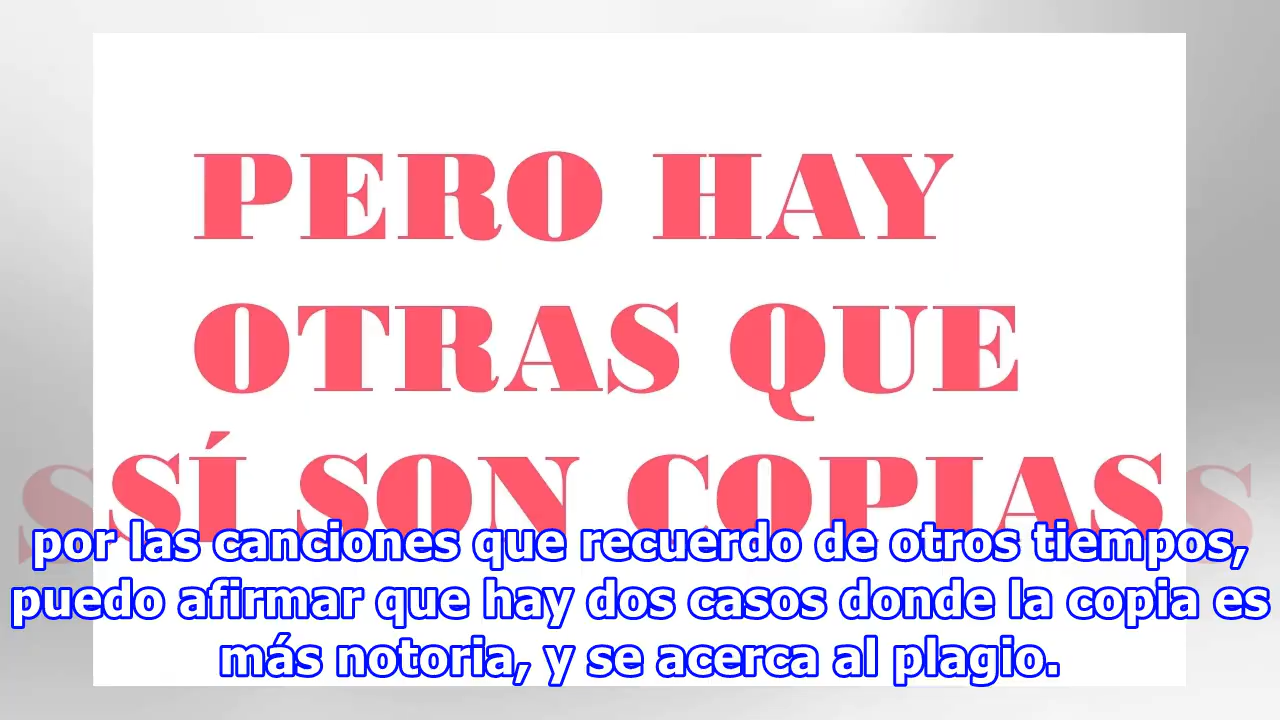 PERO HAY
OTRAS QUE
SÍ SON COPIAS
por las canciones que recuerdo de otros tiempos,
puedo afirmar que hay dos casos donde la copia es
más notoria, y se acerca al plagio.